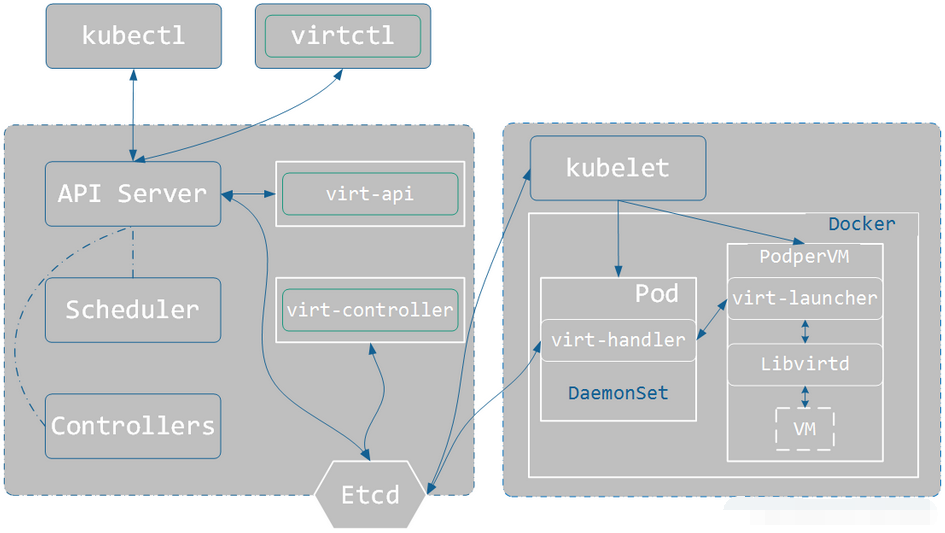 kubectl
virtctl
API Server
virt-api
Scheduler
virt-controller
Controllers
Etcd
kubelet
Docker
PodperVM
Pod
virt-launcher
virt-handler
Libvirtd
DaemonSet
VM